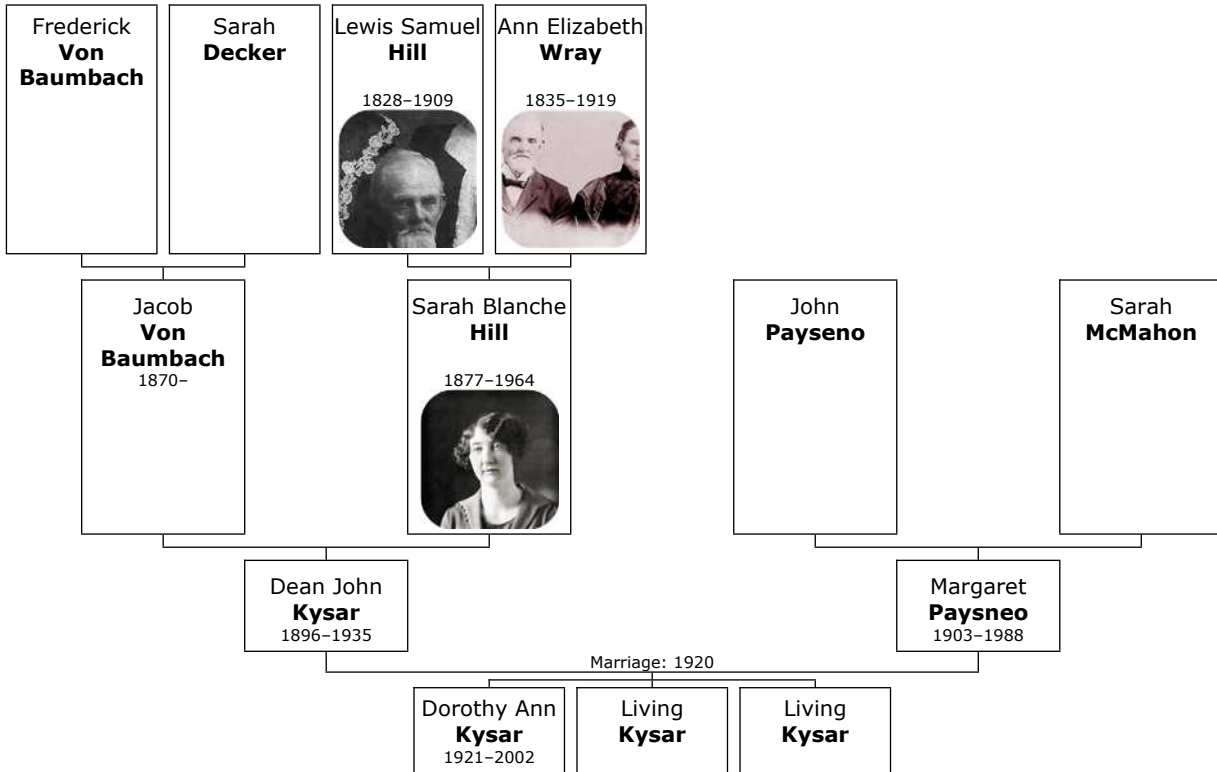 Frederick
Von
Baumbach
Sarah
Decker
Lewis Samuel
Hill
1828–1909
Ann Elizabeth
Wray
1835–1919
Jacob
Von
Baumbach
1870–
Sarah Blanche
Hill
1877–1964
John
Payseno
Sarah
McMahon
Dean John
Kysar
1896–1935
Margaret
Paysneo
1903–1988
Marriage: 1920
Dorothy Ann
Kysar
1921–2002
Living
Kysar
Living
Kysar